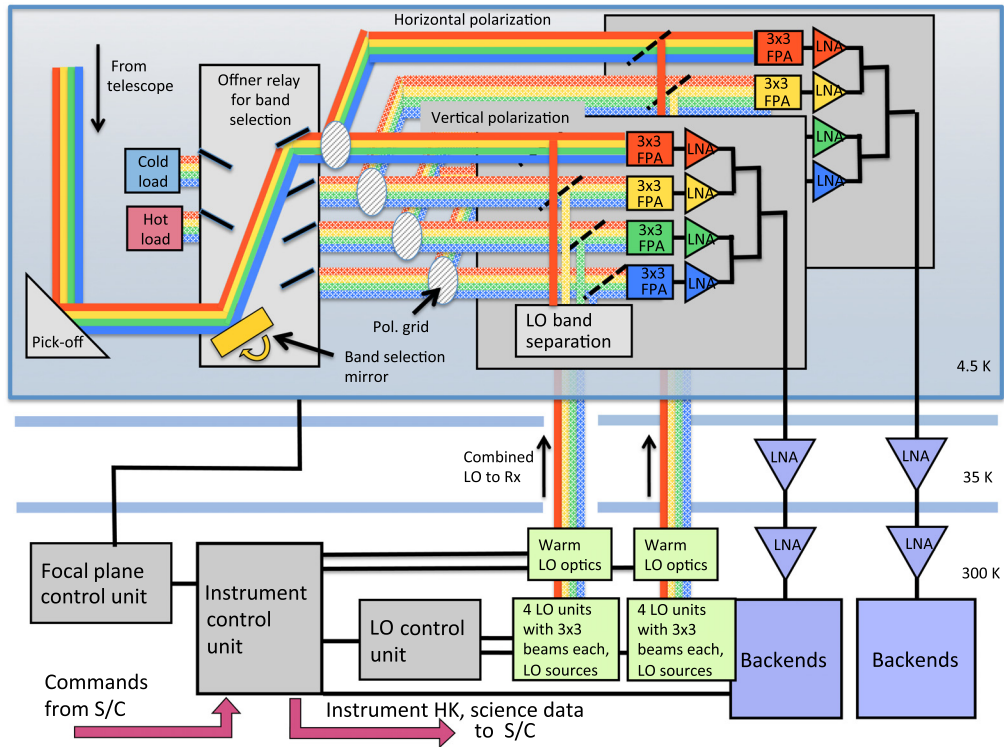 Horizontal polarization
From
telescope
Offner relay
for band
selection
3x3
FPA
LNA
3x3
FPA
LNA
Vertical polarization
LNA
LNA
Cold
load
Hot
load
3x3
FPA
LNA
3x3
FPA
LNA
3x3
FPA
LNA
3x3
FPA
LNA
Pick-off
Pol. grid
LO band
separation
Band selection
mirror
4.5 K
Combined
LO to Rx
LNA
LNA
35 K
Warm
LO optics
Warm
LO optics
LNA
LNA
300 K
Focal plane
control unit
Instrument
control
unit
LO control
unit
4 LO units
with 3x3
beams each,
LO sources
4 LO units
with 3x3
beams each,
LO sources
Backends
Backends
Commands
from S/C
Instrument HK, science data
to S/C